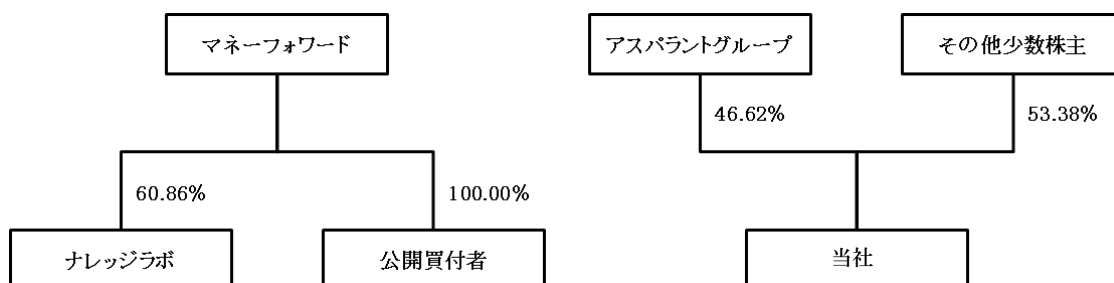 マネーフォワード
アスパラントグループ
その他少数株主
46.62%
53.38%
60.86%
100.00%
ナレッジラボ
公開買付者
当社